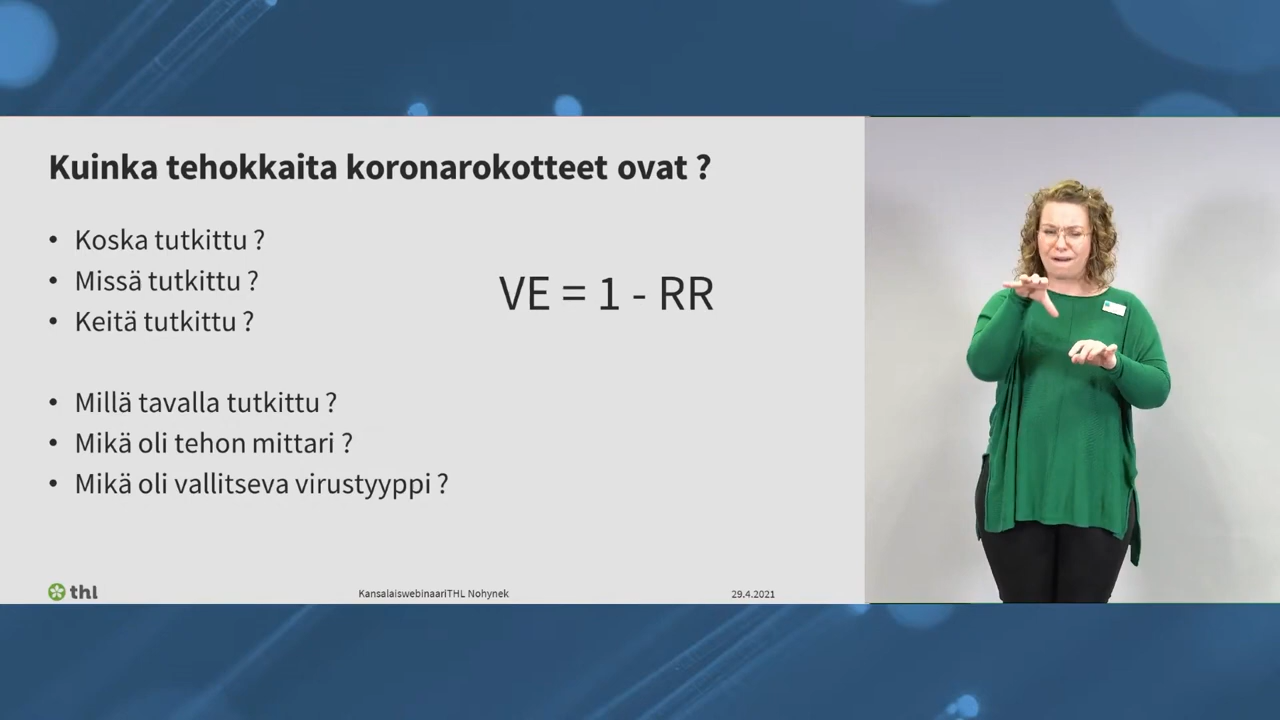 Kuinka tehokkaita koronarokotteet ovat ?
• Koska tutkittu ?
• Missä tutkittu ?
• Keitä tutkittu ?
VE = 1 - RR
• Millä tavalla tutkittu ?
• Mikä oli tehon mittari ?
• Mikä oli vallitseva virustyyppi ?
thl
KansalaiswebinaariTHL Nohynek
29.4.2021